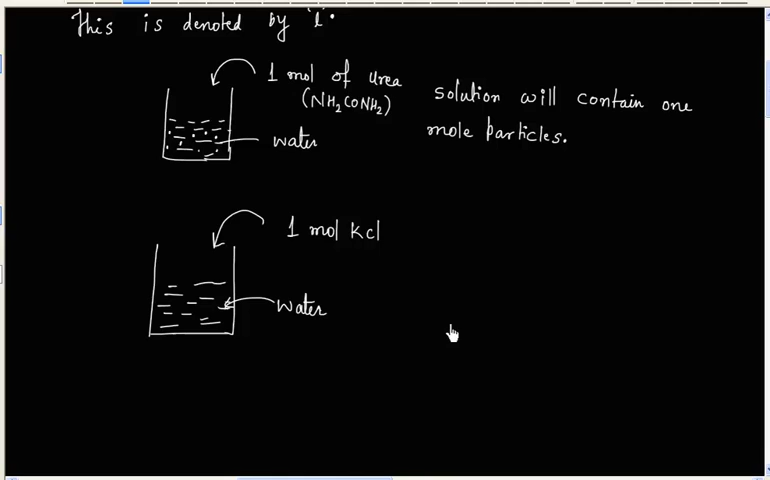 This is denoted by 'i'.
1 mol of urea
(NH2CONH2)
water
solution will contain one
mole particles.
1 mol Kcl
water